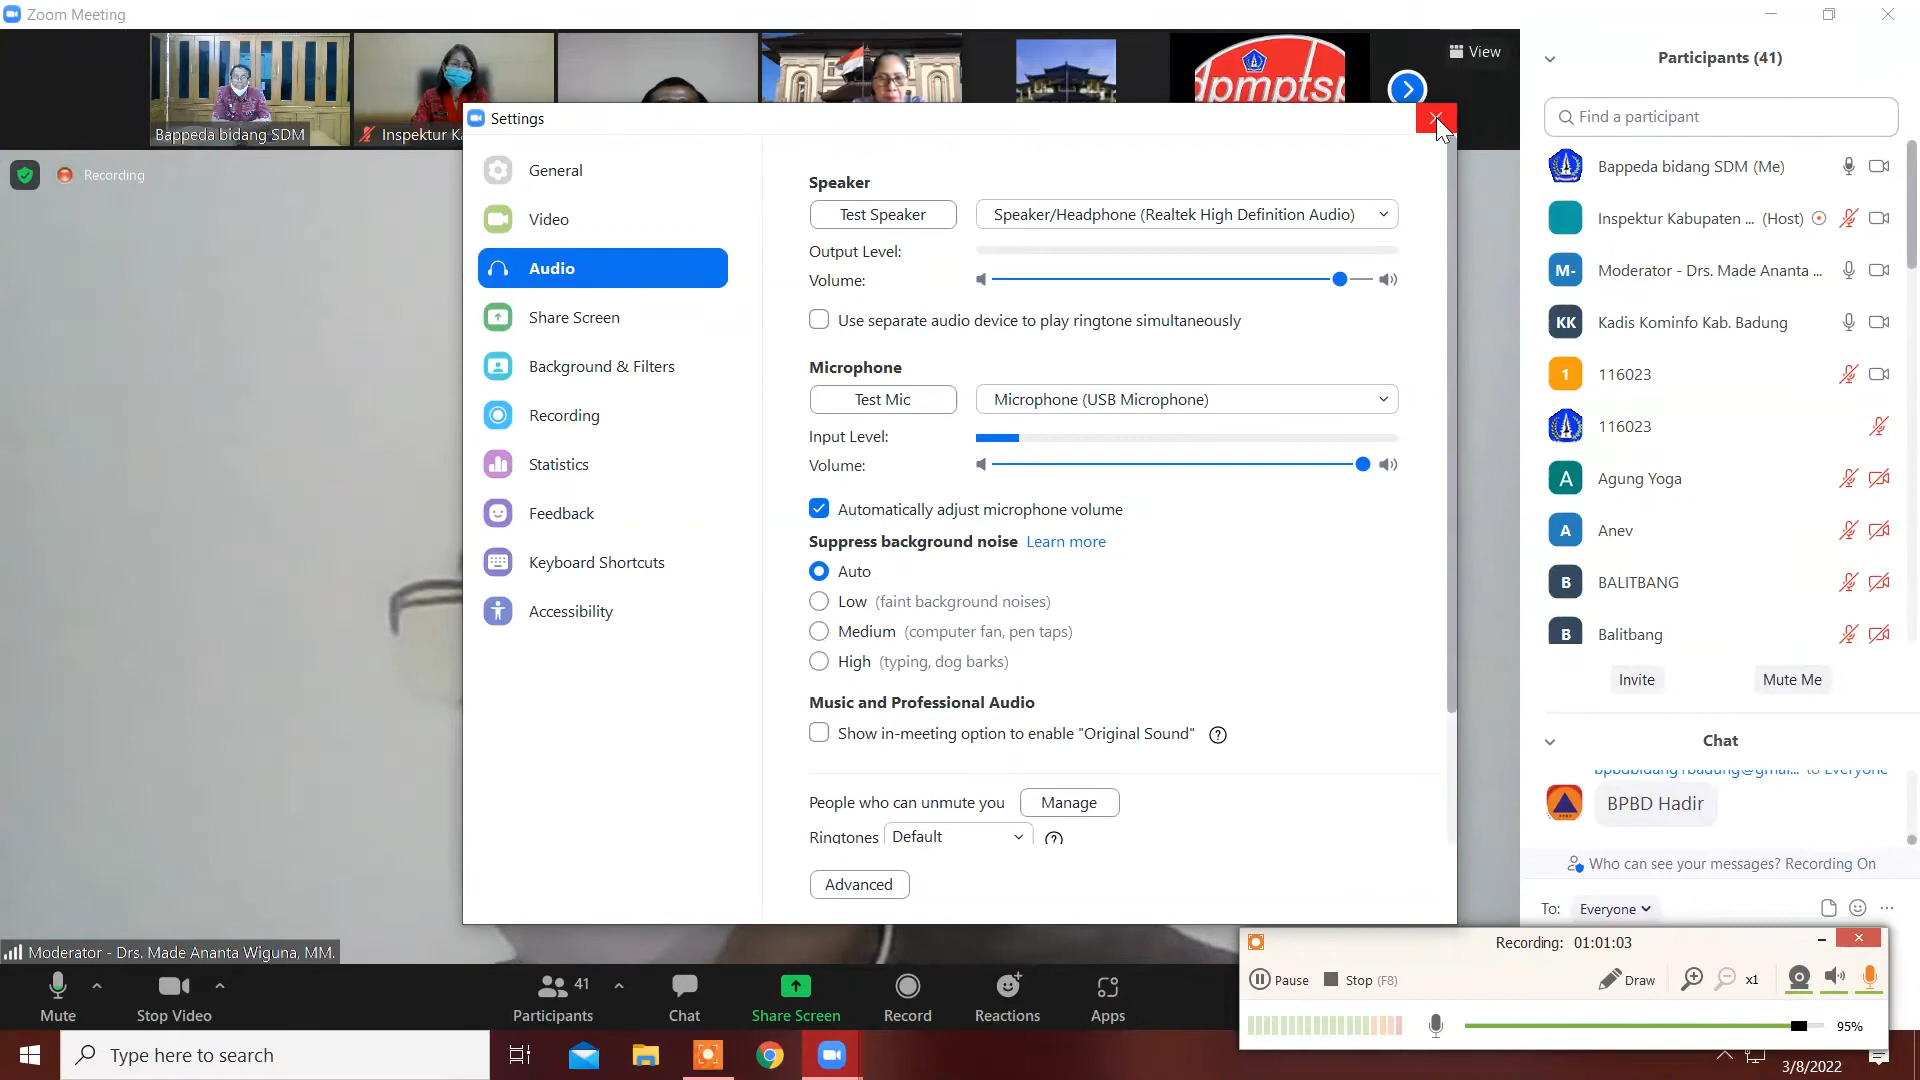 Zoom Meeting
View
Bappeda bidang SDM
Inspektur K
dpmptsp
Recording
Settings
General
Video
Audio
Share Screen
Background & Filters
Recording
Statistics
Feedback
Keyboard Shortcuts
Accessibility
Speaker
Test Speaker
Speaker/Headphone (Realtek High Definition Audio)
Output Level:
Volume:
Use separate audio device to play ringtone simultaneously
Microphone
Test Mic
Microphone (USB Microphone)
Input Level:
Volume:
Automatically adjust microphone volume
Suppress background noise Learn more
Auto
Low (faint background noises)
Medium (computer fan, pen taps)
High (typing, dog barks)
Music and Professional Audio
Show in-meeting option to enable "Original Sound" ?
People who can unmute you Manage
Ringtones Default ?
Advanced
Participants (41)
Find a participant
Bappeda bidang SDM (Me)
Inspektur Kabupaten ... (Host)
M- Moderator - Drs. Made Ananta ...
KK Kadis Kominfo Kab. Badung
1 116023
116023
A Agung Yoga
A Anev
B BALITBANG
B Balitbang
Invite
Mute Me
Chat
bpbdbidang1badung@gmai... to Everyone
BPBD Hadir
Who can see your messages? Recording On
To: Everyone
Moderator - Drs. Made Ananta Wiguna, MM.
Mute
Stop Video
41
Participants
Chat
Share Screen
Record
Reactions
Apps
Recording: 01:01:03
Pause
Stop (F8)
Draw
x1
95%
Type here to search
3/8/2022